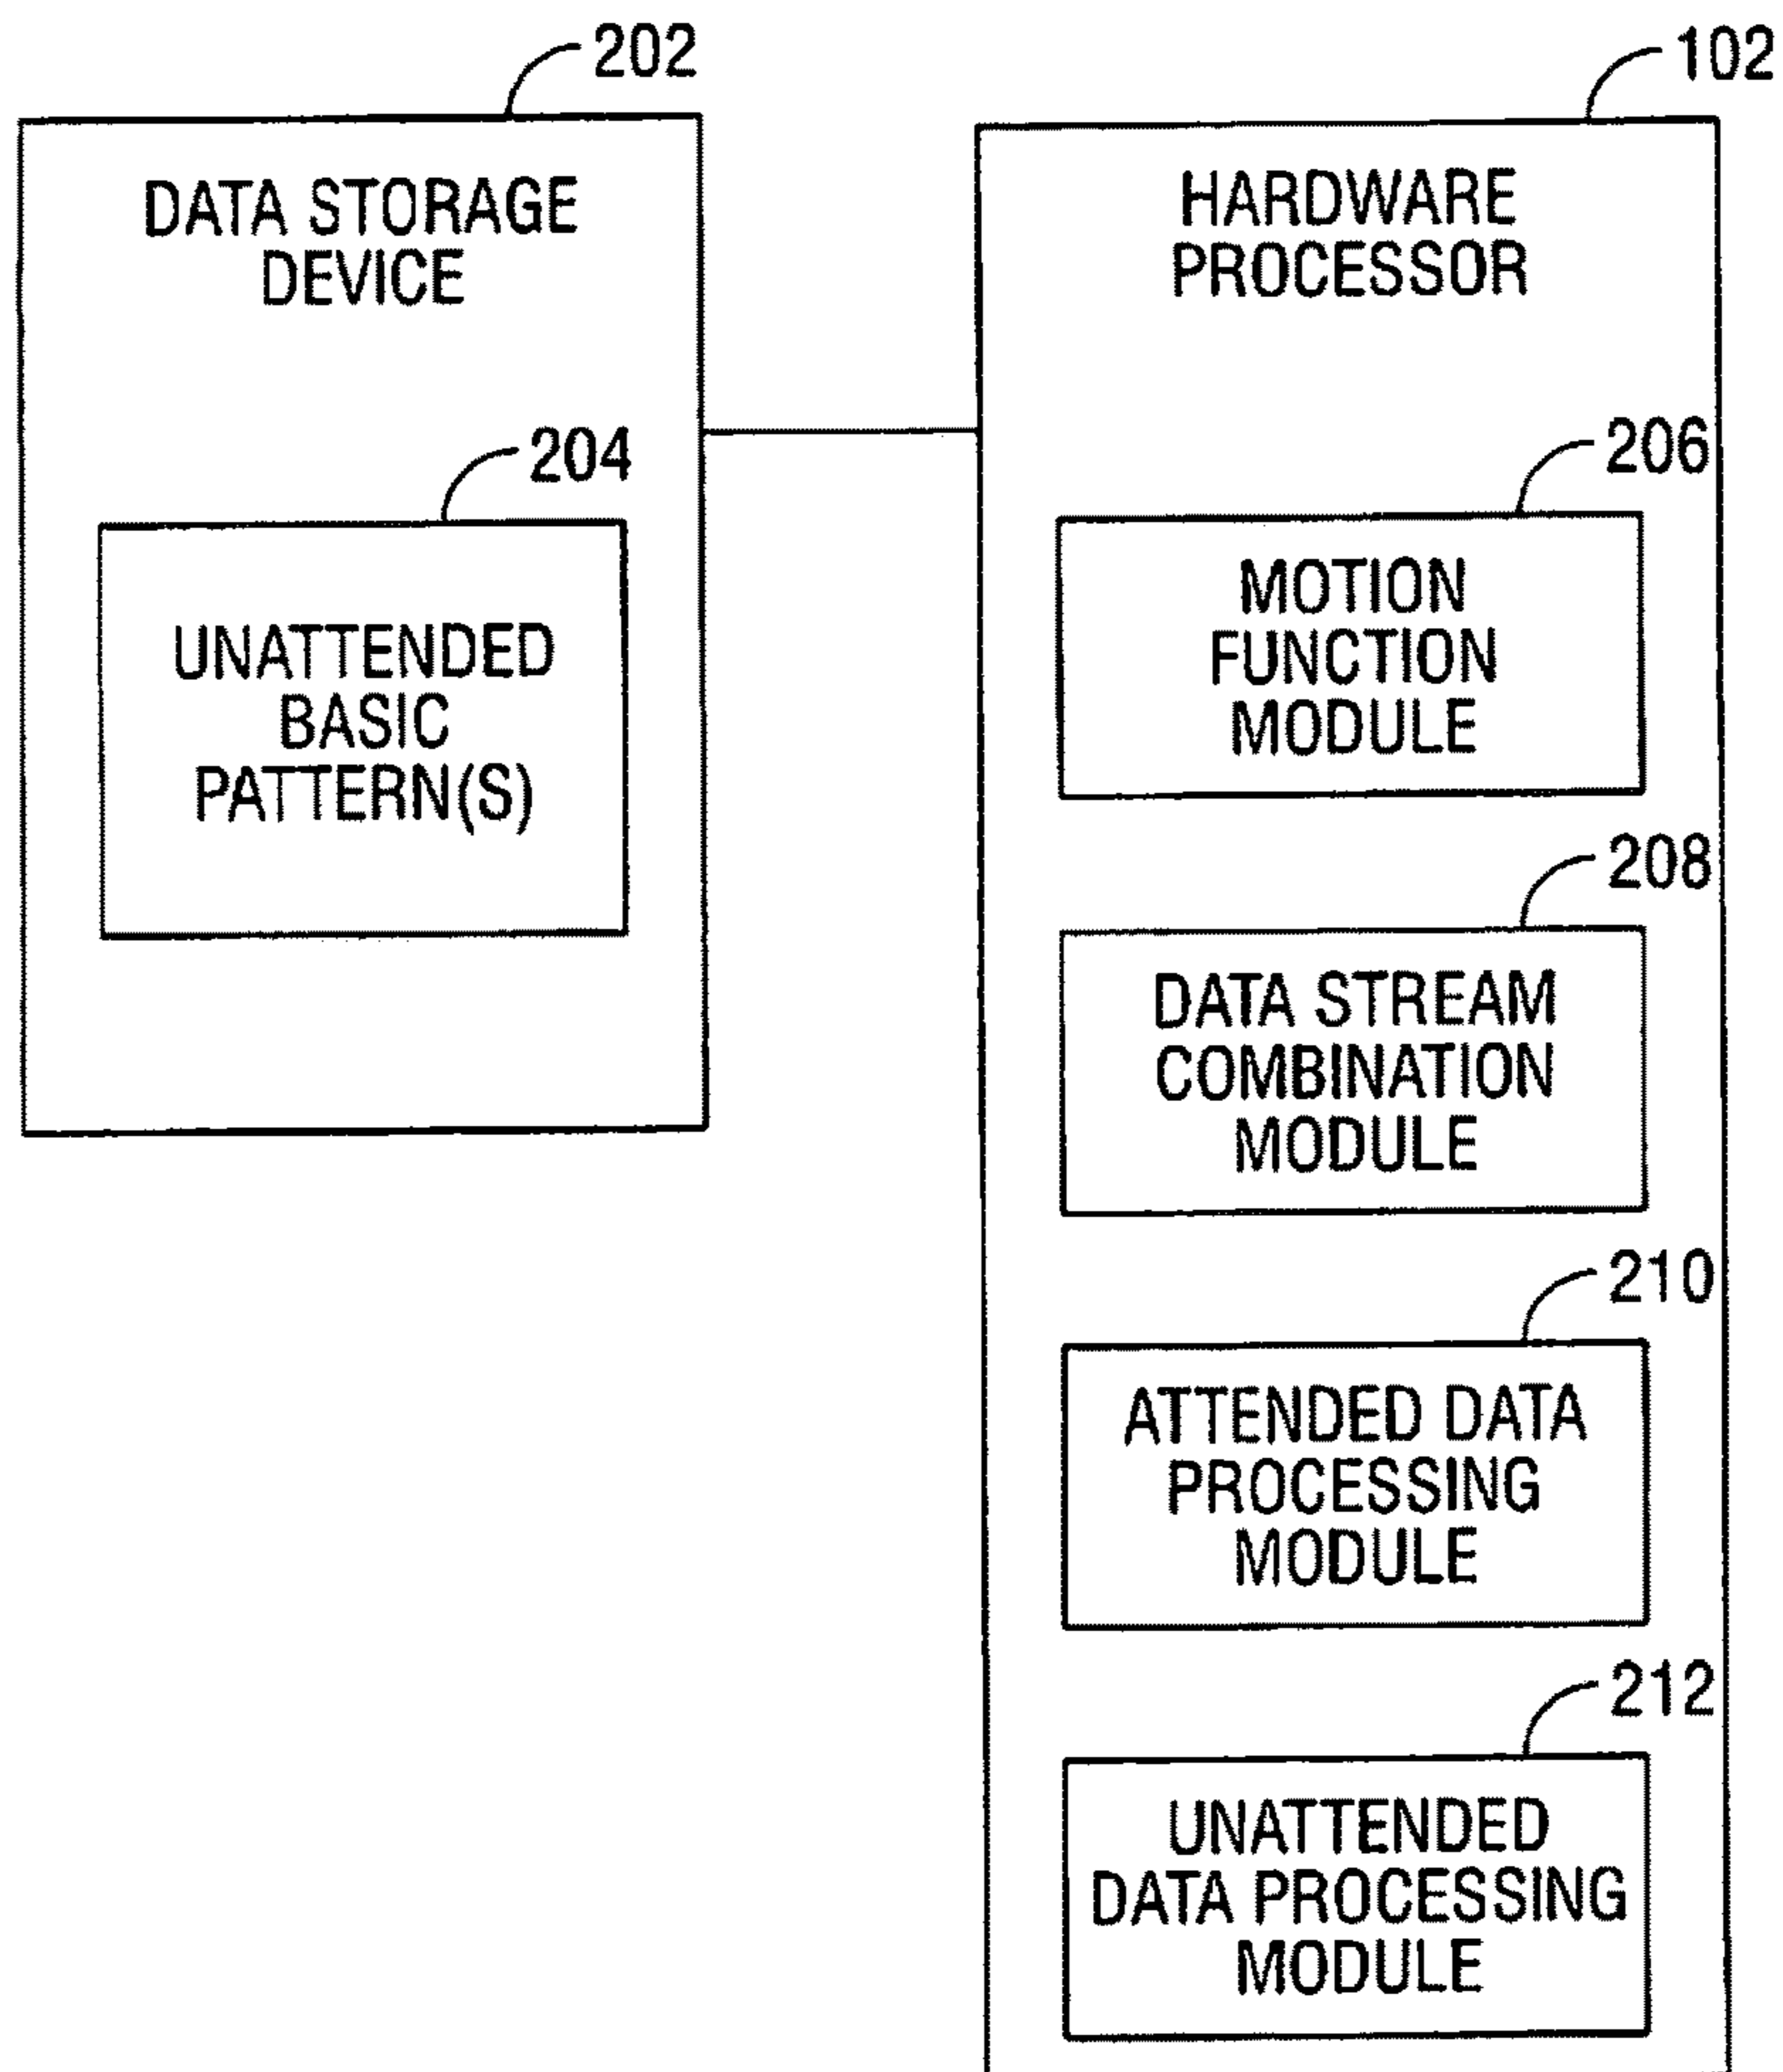 202
DATA STORAGE
DEVICE
204
UNATTENDED
BASIC
PATTERN(S)
102
HARDWARE
PROCESSOR
206
MOTION
FUNCTION
MODULE
208
DATA STREAM
COMBINATION
MODULE
210
ATTENDED DATA
PROCESSING
MODULE
212
UNATTENDED
DATA PROCESSING
MODULE